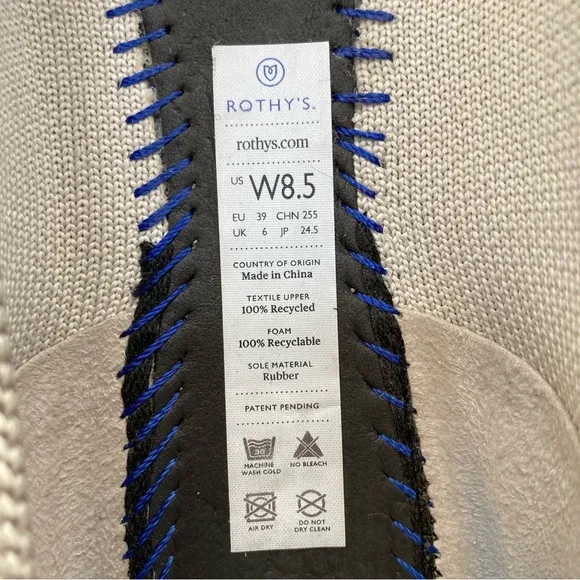 ROTHY'S
rothys.com
US W8.5
EU 39 CHN 255
UK 6 JP 24.5
COUNTRY OF ORIGIN
Made in China
TEXTILE UPPER
100% Recycled
FOAM
100% Recyclable
SOLE MATERIAL
Rubber
PATENT PENDING
30°
MACHINE WASH COLD
NO BLEACH
AIR DRY
DO NOT DRY CLEAN